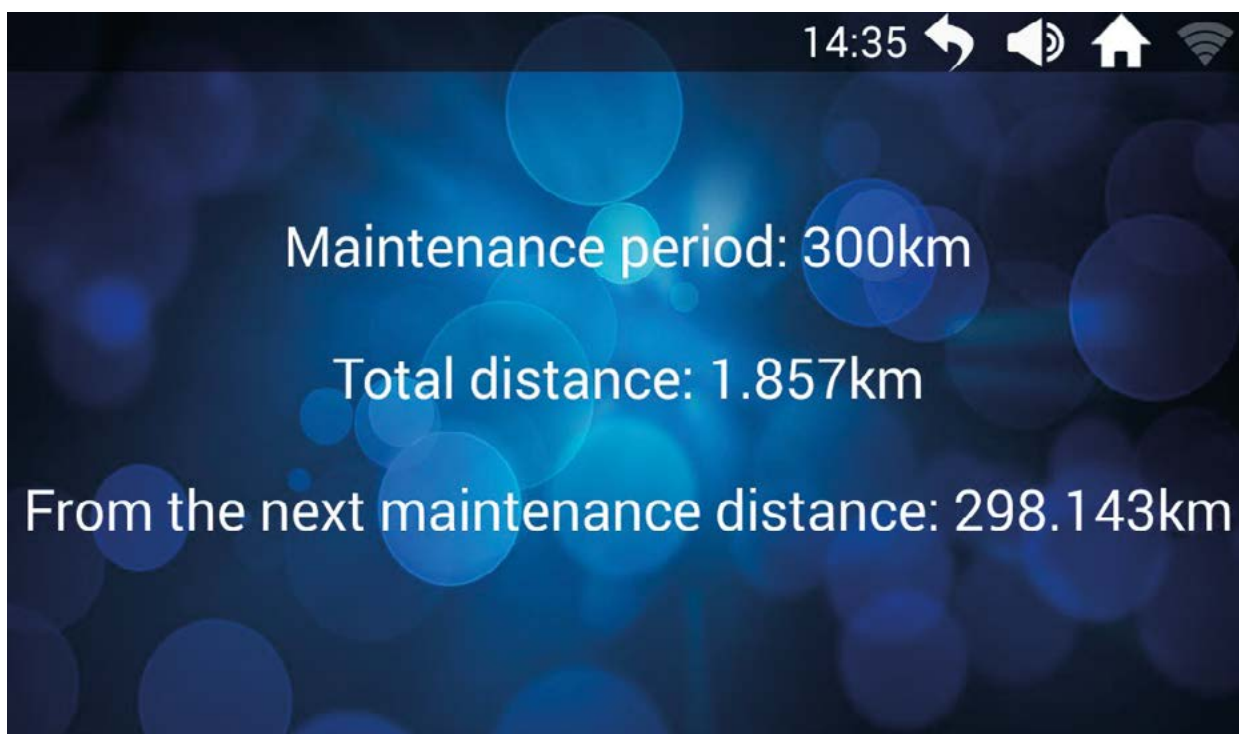 14:35
Maintenance period: 300km
Total distance: 1.857km
From the next maintenance distance: 298.143km